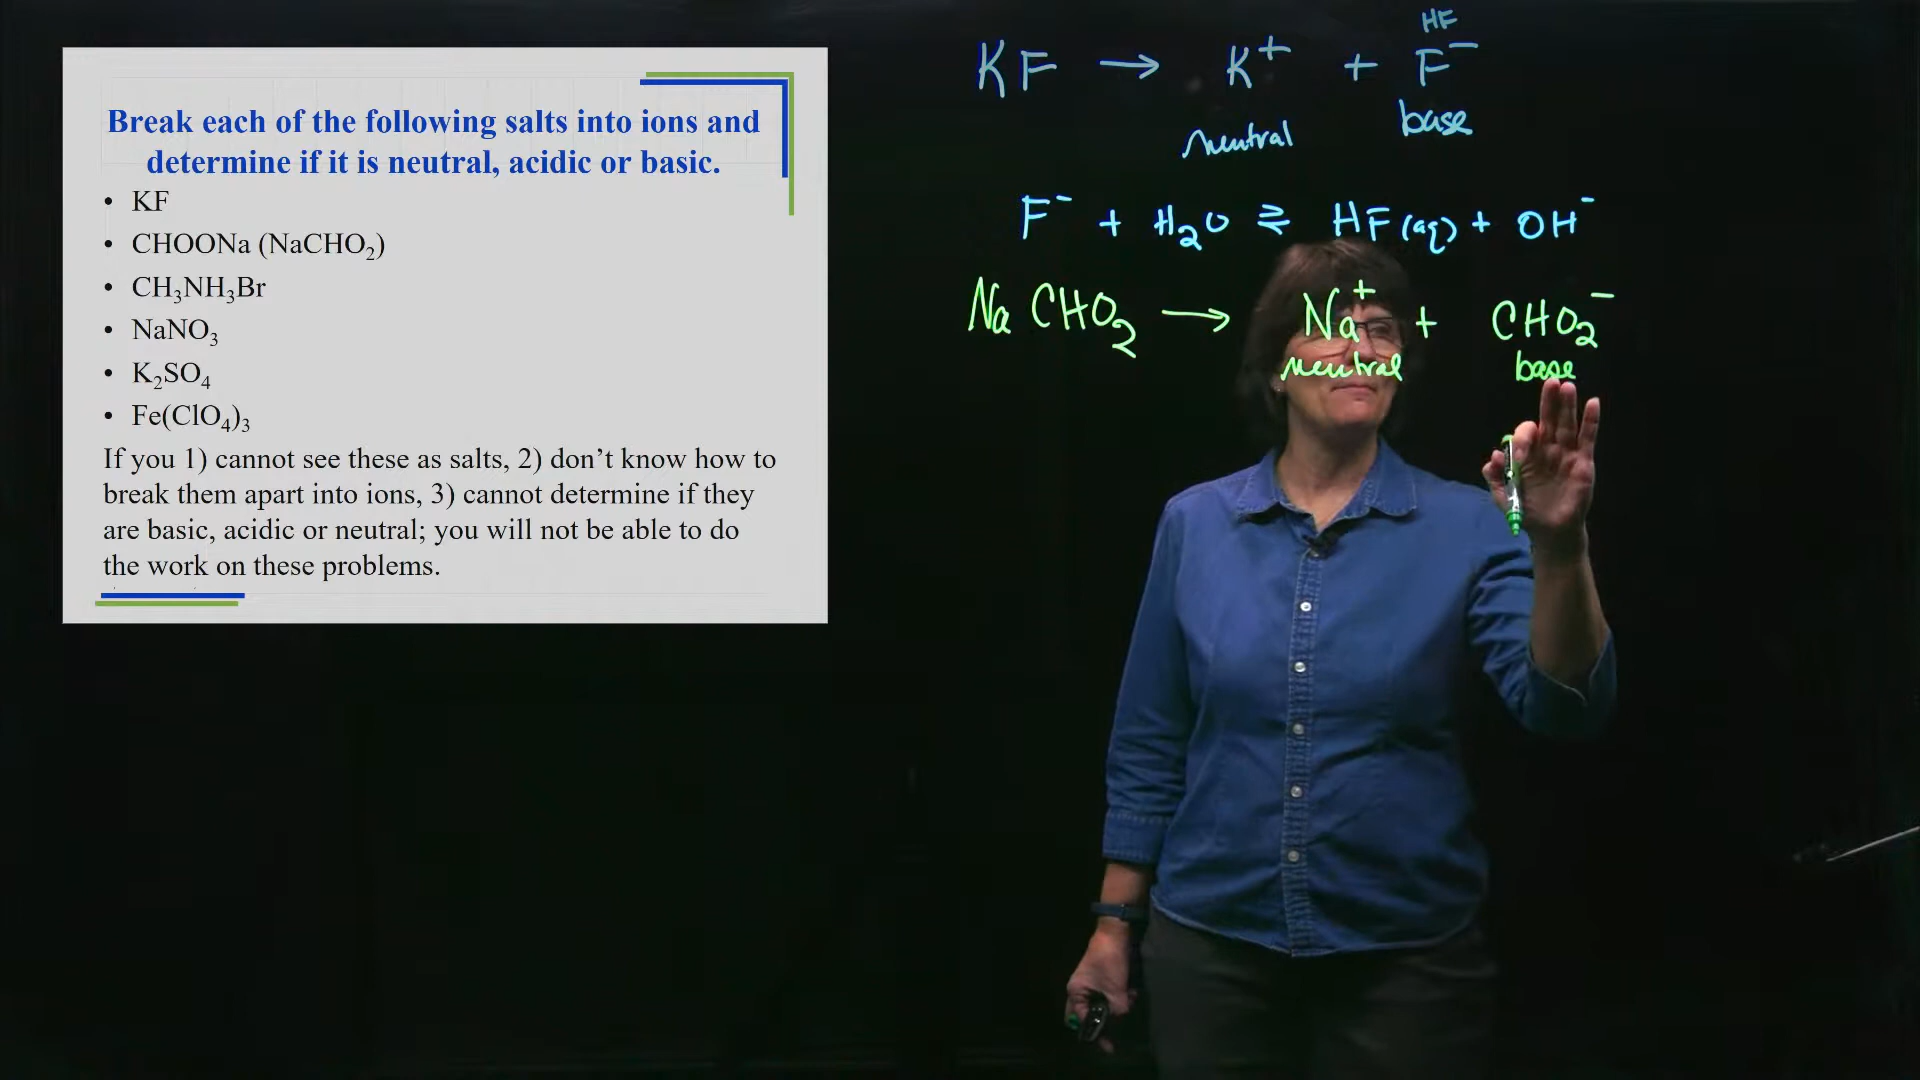 Break each of the following salts into ions and
determine if it is neutral, acidic or basic.
• KF
• CHOONa (NaCHO₂)
• CH₃NH₃Br
• NaNO₃
• K₂SO₄
• Fe(ClO₄)₃
If you 1) cannot see these as salts, 2) don’t know how to
break them apart into ions, 3) cannot determine if they
are basic, acidic or neutral; you will not be able to do
the work on these problems.
HF
KF → K⁺ + F⁻
neutral base
F⁻ + H₂O ⇌ HF(aq) + OH⁻
NaCHO₂ → Na⁺ + CHO₂⁻
neutral base